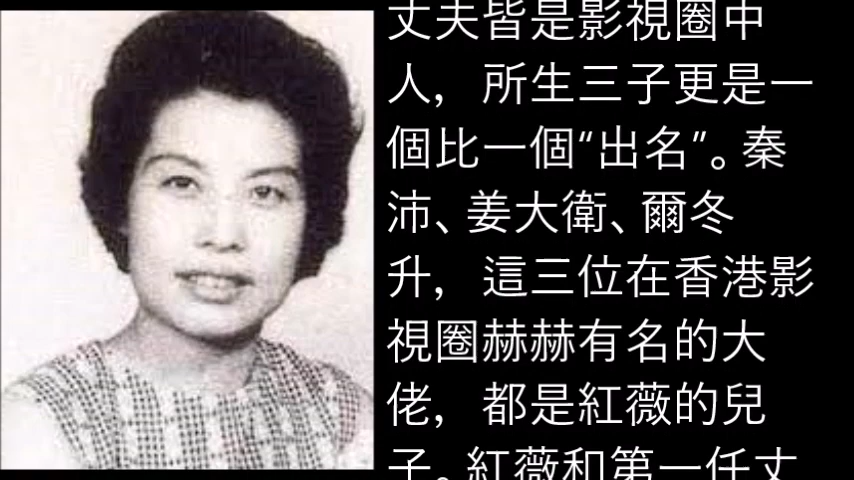 丈夫皆是影視圈中
人，所生三子更是一
個比一個“出名”。秦
沛、姜大衛、爾冬
升，這三位在香港影
視圈赫赫有名的大
佬，都是紅薇的兒
子。紅薇和第一任丈